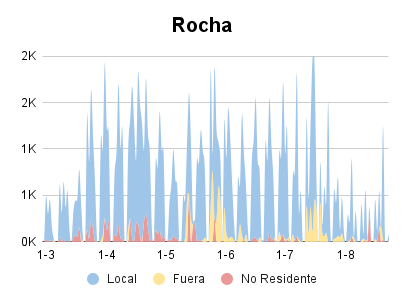 Rocha
2K
2K
1K
1K
0K
1-3 1-4 1-5 1-6 1-7 1-8
Local Fuera No Residente